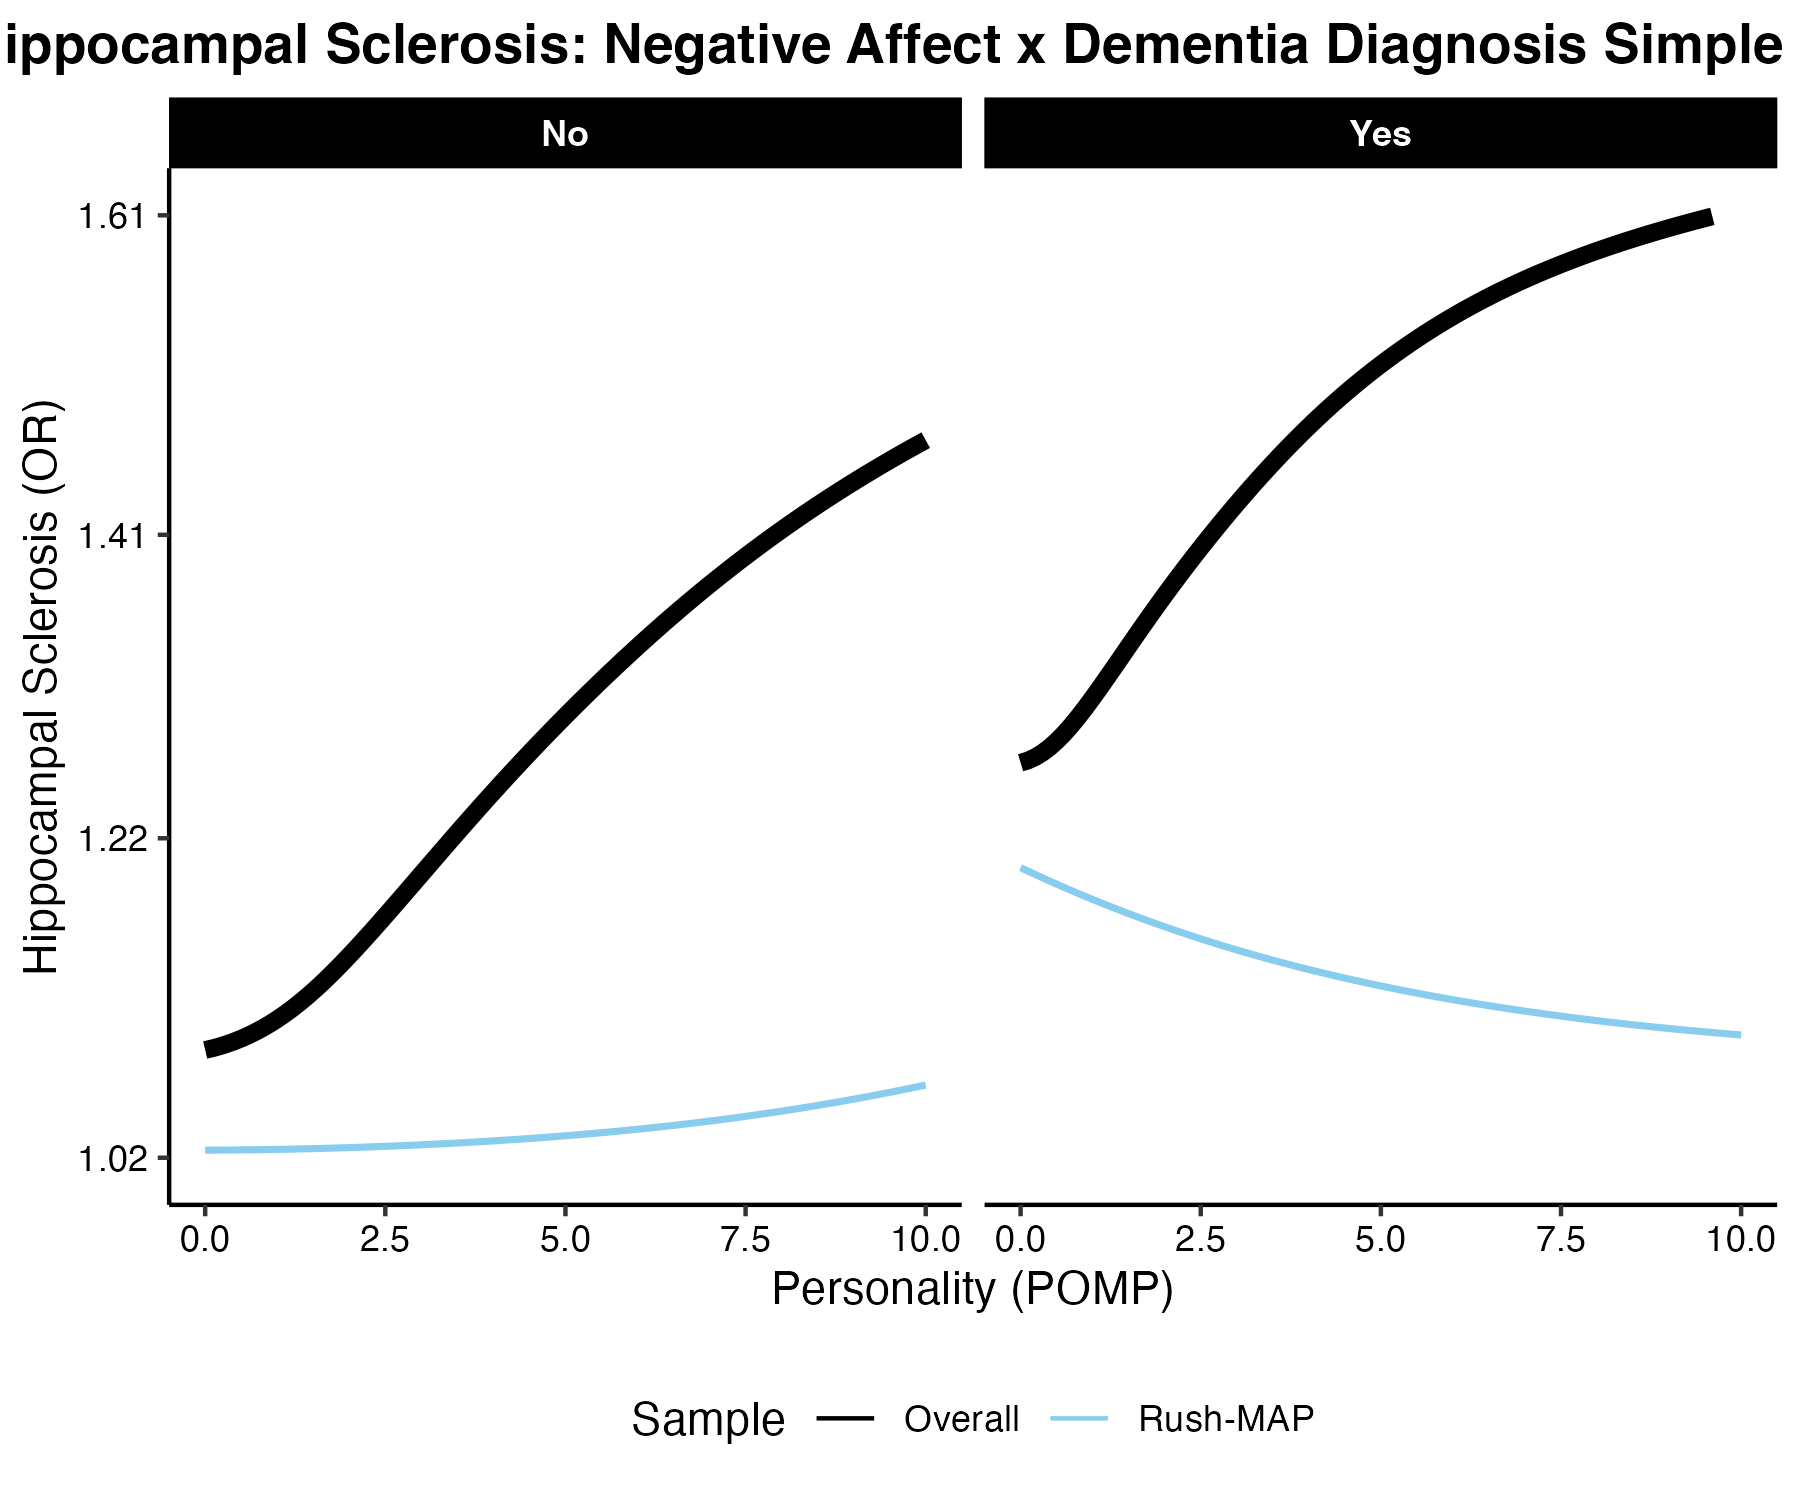 ippocampal Sclerosis: Negative Affect x Dementia Diagnosis Simple
No
Yes
Hippocampal Sclerosis (OR)
1.61
1.41
1.22
1.02
0.0 2.5 5.0 7.5 10.0
0.0 2.5 5.0 7.5 10.0
Personality (POMP)
Sample Overall Rush-MAP